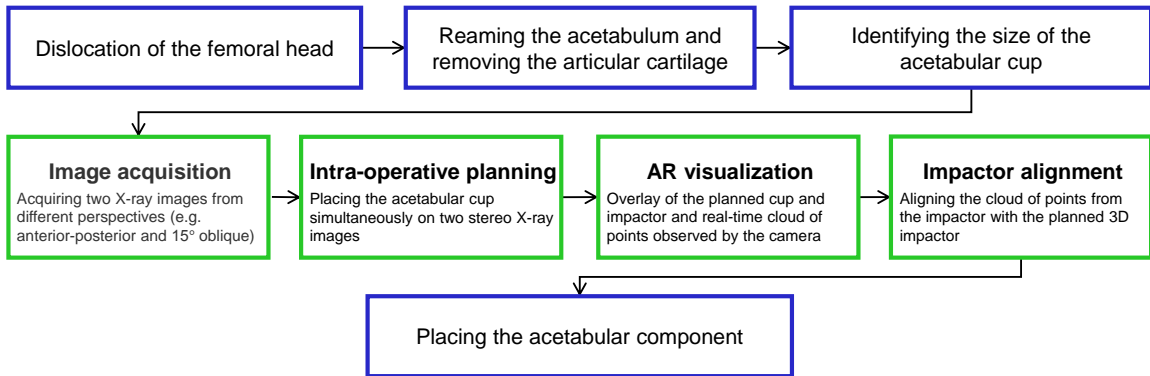 Dislocation of the femoral head
Reaming the acetabulum and
removing the articular cartilage
Identifying the size of the
acetabular cup
Image acquisition
Acquiring two X-ray images from
different perspectives (e.g.
anterior-posterior and 15° oblique)
Intra-operative planning
Placing the acetabular cup
simultaneously on two stereo X-ray
images
AR visualization
Overlay of the planned cup and
impactor and real-time cloud of
points observed by the camera
Impactor alignment
Aligning the cloud of points from
the impactor with the planned 3D
impactor
Placing the acetabular component